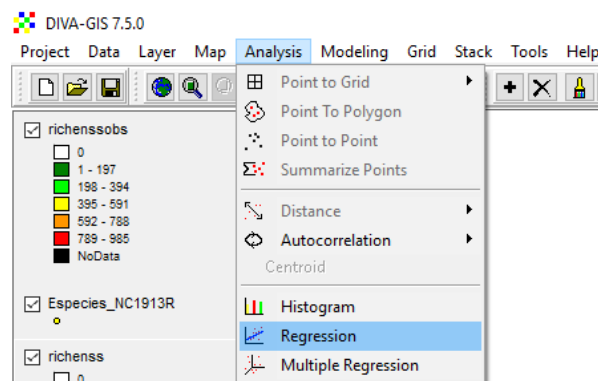 DIVA-GIS 7.5.0
Project Data Layer Map Analysis Modeling Grid Stack Tools Help
Point to Grid
Point To Polygon
Point to Point
Summarize Points
Distance
Autocorrelation
Centroid
Histogram
Regression
Multiple Regression
richenssobs
0
1 - 197
198 - 394
395 - 591
592 - 788
789 - 985
NoData
Especies_NC1913R
richenss
0